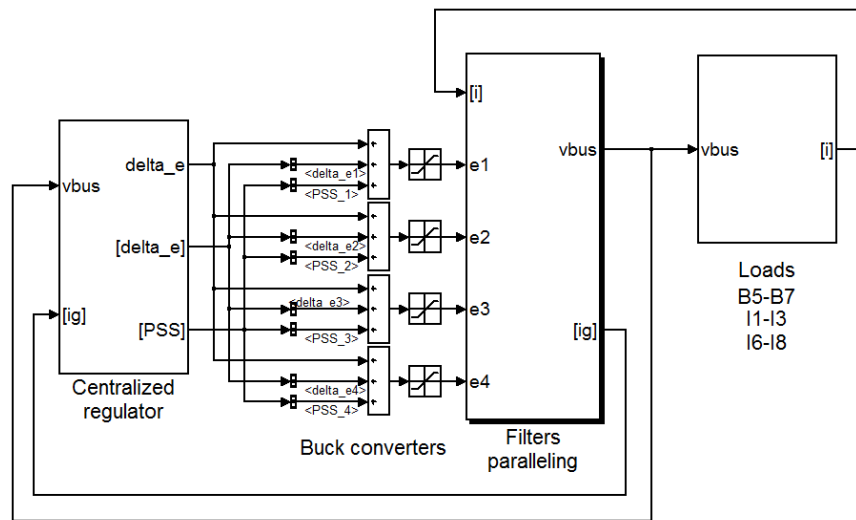 vbus
[ig]
delta_e
[delta_e]
[PSS]
Centralized
regulator
<delta_e1>
<PSS_1>
<delta_e2>
<PSS_2>
<delta_e3>
<PSS_3>
<delta_e4>
<PSS_4>
Buck converters
[i]
e1
e2
e3
e4
vbus
[ig]
Filters
paralleling
vbus
[i]
Loads
B5-B7
I1-I3
I6-I8